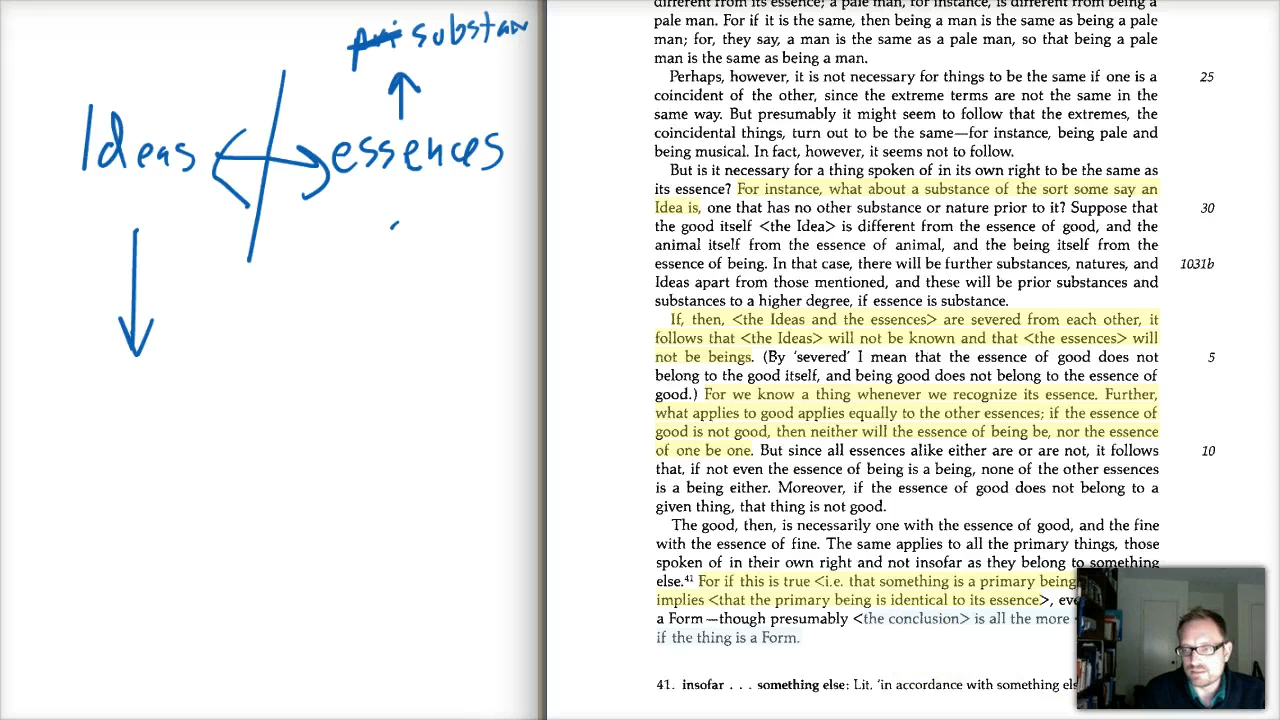 substan
Ideas
essences
different from its essence; a pale man, for instance, is different from being a
pale man. For if it is the same, then being a man is the same as being a pale
man; for, they say, a man is the same as a pale man, so that being a pale
man is the same as being a man.
Perhaps, however, it is not necessary for things to be the same if one is a 25
coincident of the other, since the extreme terms are not the same in the
same way. But presumably it might seem to follow that the extremes, the
coincidental things, turn out to be the same—for instance, being pale and
being musical. In fact, however, it seems not to follow.
But is it necessary for a thing spoken of in its own right to be the same as
its essence? For instance, what about a substance of the sort some say an
Idea is, one that has no other substance or nature prior to it? Suppose that 30
the good itself <the Idea> is different from the essence of good, and the
animal itself from the essence of animal, and the being itself from the
essence of being. In that case, there will be further substances, natures, and 1031b
Ideas apart from those mentioned, and these will be prior substances and
substances to a higher degree, if essence is substance.
If, then, <the Ideas and the essences> are severed from each other, it
follows that <the Ideas> will not be known and that <the essences> will
not be beings. (By 'severed' I mean that the essence of good does not 5
belong to the good itself, and being good does not belong to the essence of
good.) For we know a thing whenever we recognize its essence. Further,
what applies to good applies equally to the other essences; if the essence of
good is not good, then neither will the essence of being be, nor the essence
of one be one. But since all essences alike either are or are not, it follows 10
that, if not even the essence of being is a being, none of the other essences
is a being either. Moreover, if the essence of good does not belong to a
given thing, that thing is not good.
The good, then, is necessarily one with the essence of good, and the fine
with the essence of fine. The same applies to all the primary things, those
spoken of in their own right and not insofar as they belong to something
else.⁴¹ For if this is true <i.e. that something is a primary being
implies <that the primary being is identical to its essence>, eve
a Form—though presumably <the conclusion> is all the more
if the thing is a Form.
41. insofar . . . something else: Lit. 'in accordance with something els